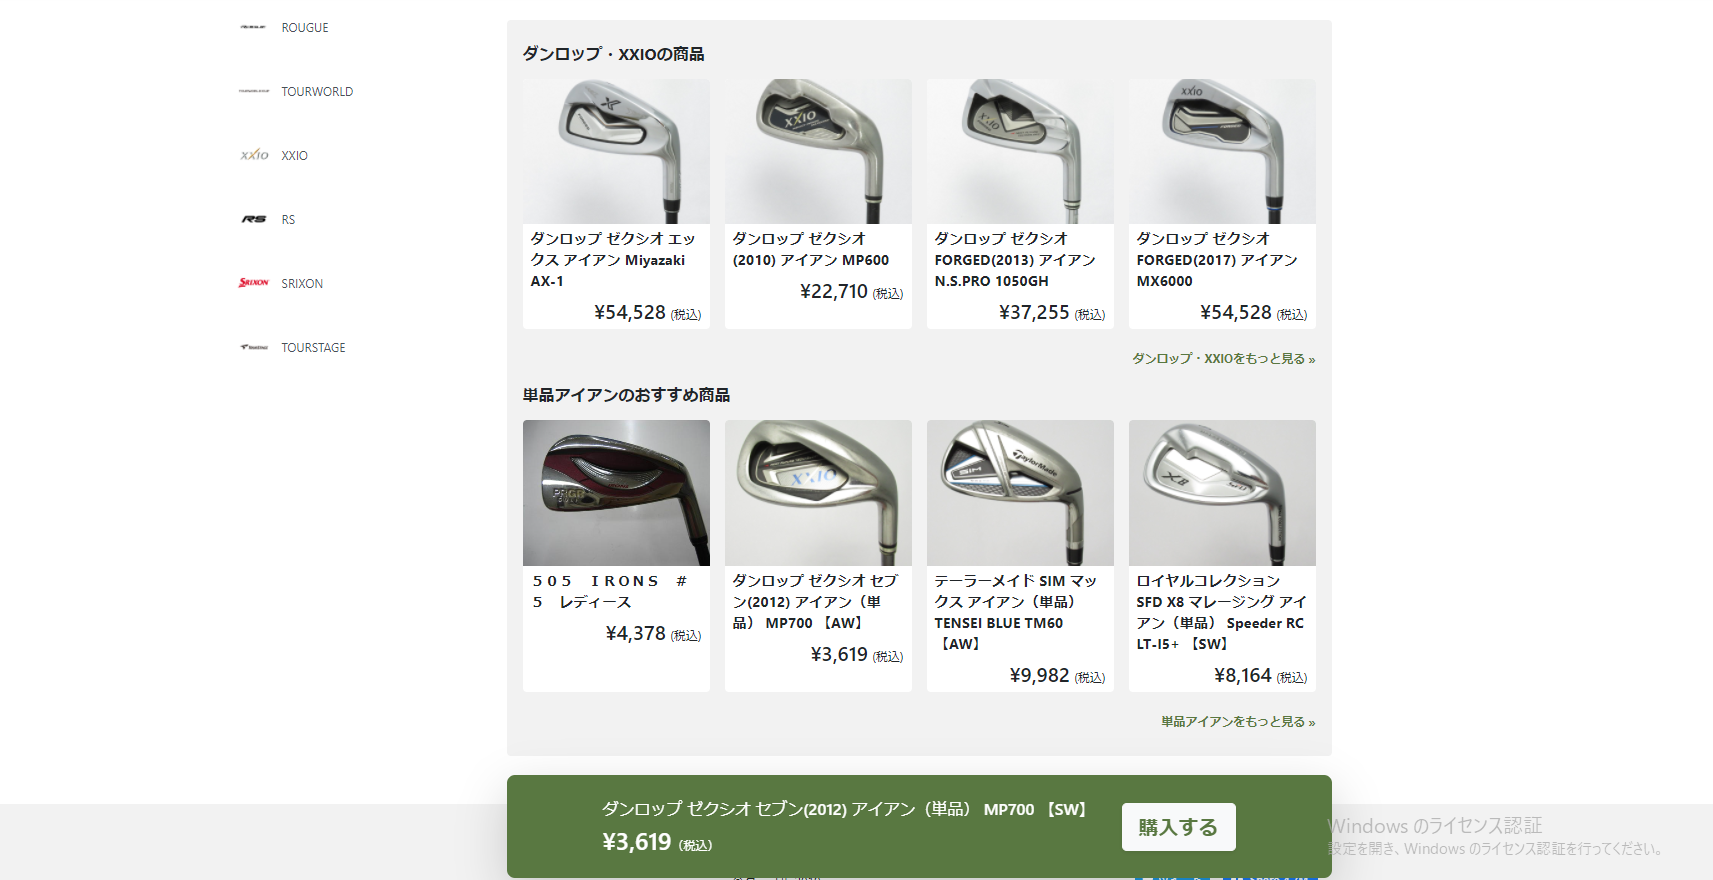 ROUGUE
TOURWORLD
XXIO XXIO
RS RS
SRIXON SRIXON
TOURSTAGE
ダンロップ・XXIOの商品
XXIO
XXIO
XXIO
ダンロップ ゼクシオ エッ
クス アイアン Miyazaki
AX-1
¥54,528 (税込)
ダンロップ ゼクシオ
(2010) アイアン MP600
¥22,710 (税込)
ダンロップ ゼクシオ
FORGED(2013) アイアン
N.S.PRO 1050GH
¥37,255 (税込)
ダンロップ ゼクシオ
FORGED(2017) アイアン
MX6000
¥54,528 (税込)
ダンロップ・XXIOをもっと見る »
単品アイアンのおすすめ商品
PRGR
XXIO
SIM TaylorMade
X8
５０５　ＩＲＯＮＳ　＃
５　レディース
¥4,378 (税込)
ダンロップ ゼクシオ セブ
ン(2012) アイアン（単
品） MP700 【AW】
¥3,619 (税込)
テーラーメイド SIM マッ
クス アイアン（単品）
TENSEI BLUE TM60
【AW】
¥9,982 (税込)
ロイヤルコレクション
SFD X8 マレージング アイ
アン（単品） Speeder RC
LT-I5+ 【SW】
¥8,164 (税込)
単品アイアンをもっと見る »
ダンロップ ゼクシオ セブン(2012) アイアン（単品） MP700 【SW】
¥3,619 (税込)
購入する
Windows のライセンス認証
設定を開き、Windows のライセンス認証を行ってください。